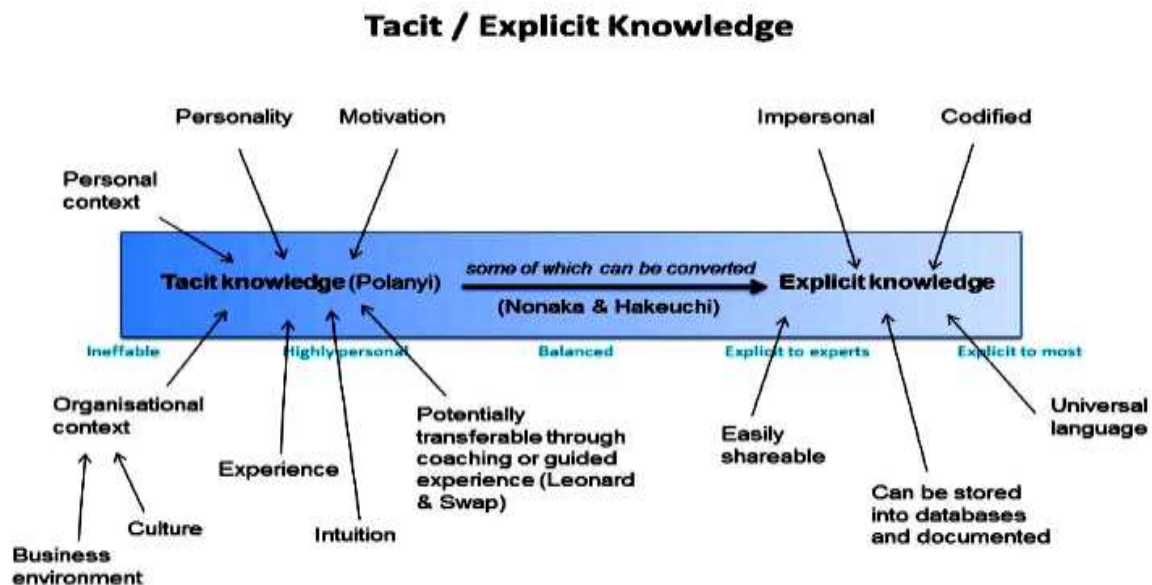 Tacit / Explicit Knowledge
Personality
Motivation
Impersonal
Codified
Personal
context
Tacit knowledge (Polanyi)
some of which can be converted
(Nonaka & Hakeuchi)
Explicit knowledge
Ineffable
Highly personal
Balanced
Explicit to experts
Explicit to most
Organisational
context
Experience
Potentially
transferable through
coaching or guided
experience (Leonard
& Swap)
Easily
shareable
Universal
language
Culture
Intuition
Can be stored
into databases
and documented
Business
environment